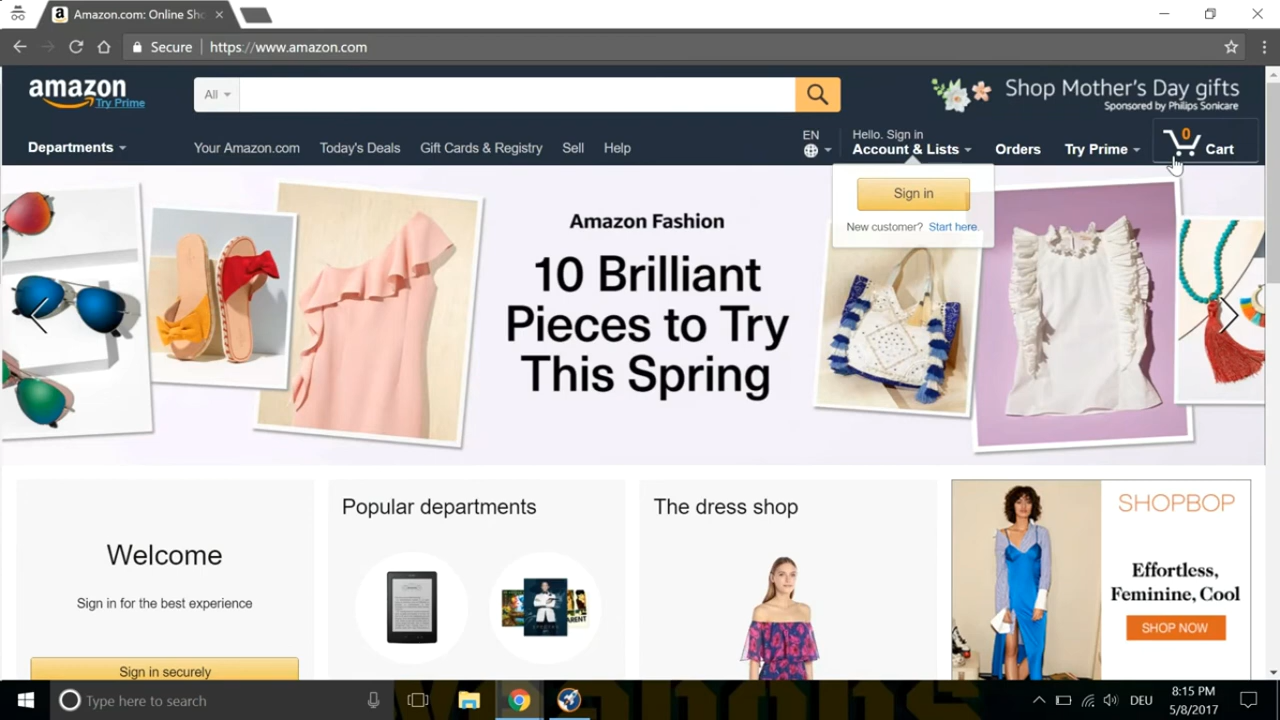 Amazon.com: Online Sho
Secure
https://www.amazon.com
amazon
Try Prime
All
Shop Mother's Day gifts
Sponsored by Philips Sonicare
Departments
Your Amazon.com
Today's Deals
Gift Cards & Registry
Sell
Help
EN
Hello. Sign in
Account & Lists
Orders
Try Prime
0
Cart
Sign in
New customer? Start here.
Amazon Fashion
10 Brilliant
Pieces to Try
This Spring
Welcome
Sign in for the best experience
Sign in securely
Popular departments
The dress shop
SHOPBOP
Effortless,
Feminine, Cool
SHOP NOW
Type here to search
DEU
8:15 PM
5/8/2017